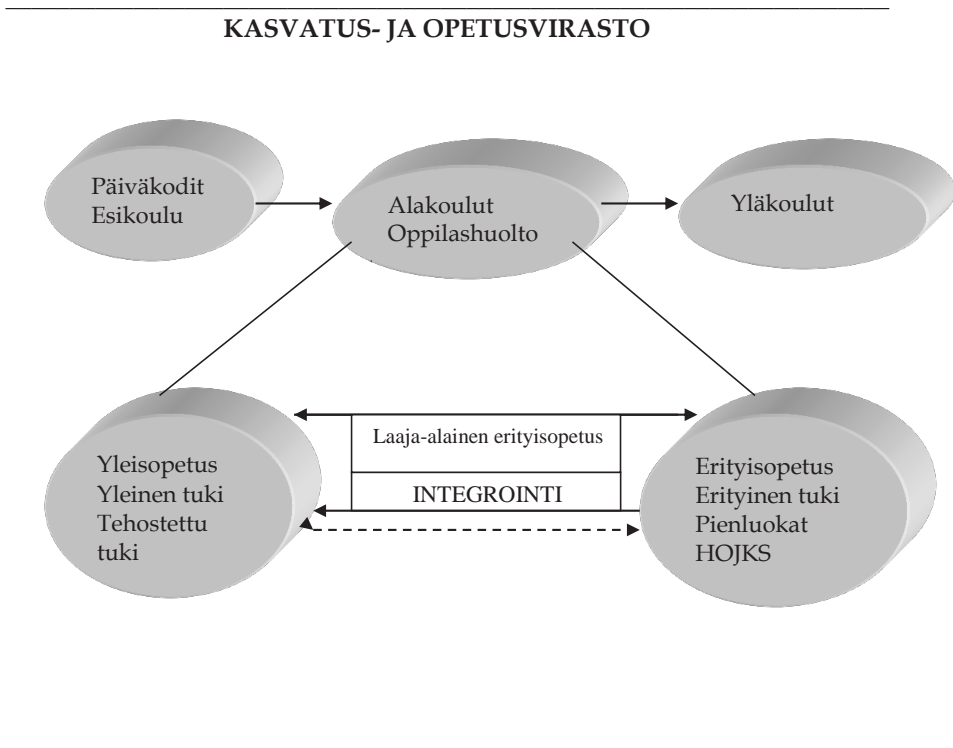 KASVATUS- JA OPETUSVIRASTO
Päiväkodit
Esikoulu
Alakoulut
Oppilashuolto
Yläkoulut
Yleisopetus
Yleinen tuki
Tehostettu
tuki
Laaja-alainen erityisopetus
INTEGROINTI
Erityisopetus
Erityinen tuki
Pienluokat
HOJKS